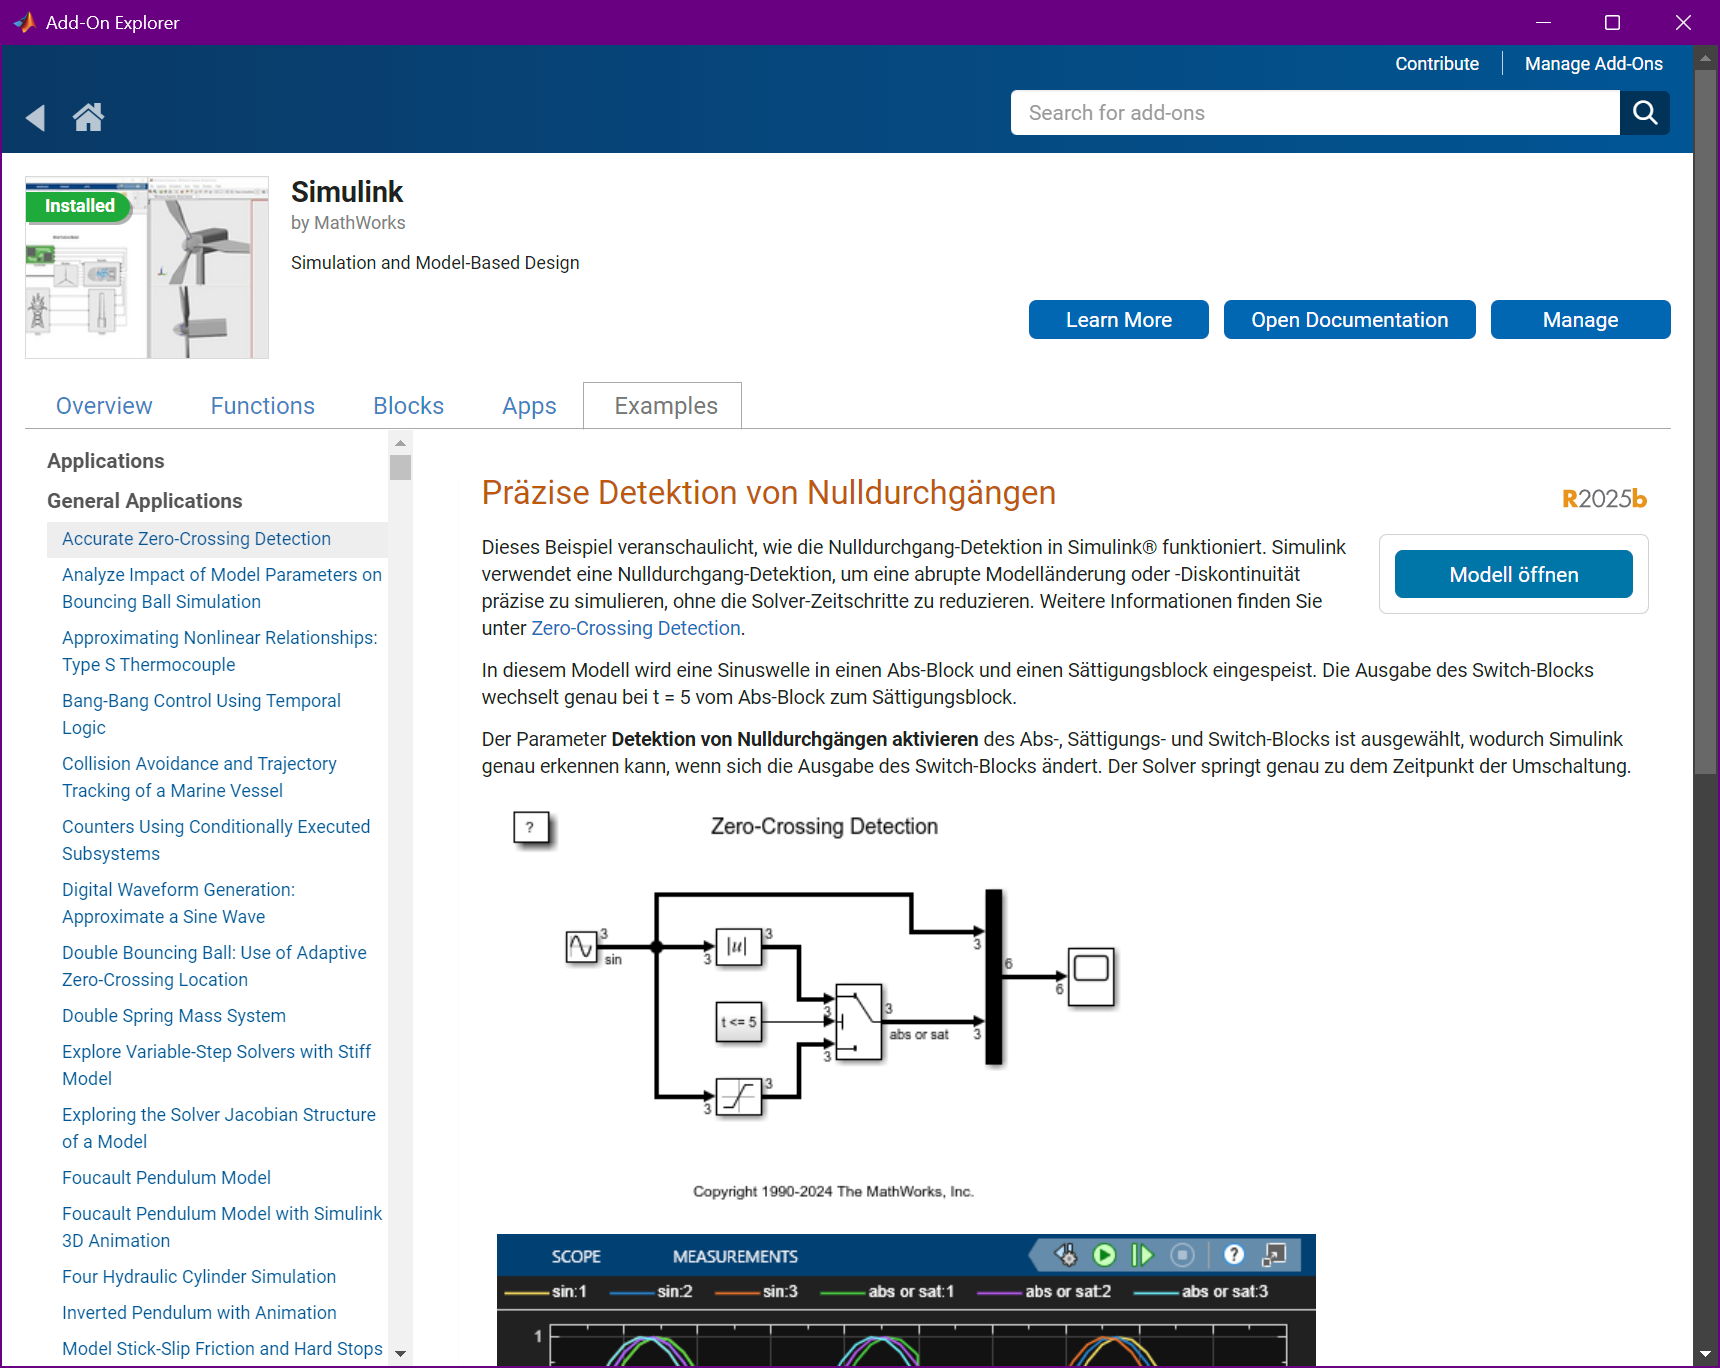 Add-On Explorer
Contribute
Manage Add-Ons
Search for add-ons
Installed
Simulink
by MathWorks
Simulation and Model-Based Design
Learn More
Open Documentation
Manage
Overview
Functions
Blocks
Apps
Examples
Applications
General Applications
Accurate Zero-Crossing Detection
Analyze Impact of Model Parameters on
Bouncing Ball Simulation
Approximating Nonlinear Relationships:
Type S Thermocouple
Bang-Bang Control Using Temporal
Logic
Collision Avoidance and Trajectory
Tracking of a Marine Vessel
Counters Using Conditionally Executed
Subsystems
Digital Waveform Generation:
Approximate a Sine Wave
Double Bouncing Ball: Use of Adaptive
Zero-Crossing Location
Double Spring Mass System
Explore Variable-Step Solvers with Stiff
Model
Exploring the Solver Jacobian Structure
of a Model
Foucault Pendulum Model
Foucault Pendulum Model with Simulink
3D Animation
Four Hydraulic Cylinder Simulation
Inverted Pendulum with Animation
Model Stick-Slip Friction and Hard Stops
Präzise Detektion von Nulldurchgängen
R2025b
Dieses Beispiel veranschaulicht, wie die Nulldurchgang-Detektion in Simulink® funktioniert. Simulink
verwendet eine Nulldurchgang-Detektion, um eine abrupte Modelländerung oder -Diskontinuität
präzise zu simulieren, ohne die Solver-Zeitschritte zu reduzieren. Weitere Informationen finden Sie
unter Zero-Crossing Detection.
Modell öffnen
In diesem Modell wird eine Sinuswelle in einen Abs-Block und einen Sättigungsblock eingespeist. Die Ausgabe des Switch-Blocks
wechselt genau bei t = 5 vom Abs-Block zum Sättigungsblock.
Der Parameter Detektion von Nulldurchgängen aktivieren des Abs-, Sättigungs- und Switch-Blocks ist ausgewählt, wodurch Simulink
genau erkennen kann, wenn sich die Ausgabe des Switch-Blocks ändert. Der Solver springt genau zu dem Zeitpunkt der Umschaltung.
?
Zero-Crossing Detection
3
sin
3
|u|
3
3
6
6
t <= 5
3
3
3
abs or sat
3
3
3
Copyright 1990-2024 The MathWorks, Inc.
SCOPE
MEASUREMENTS
?
sin:1
sin:2
sin:3
abs or sat:1
abs or sat:2
abs or sat:3
1